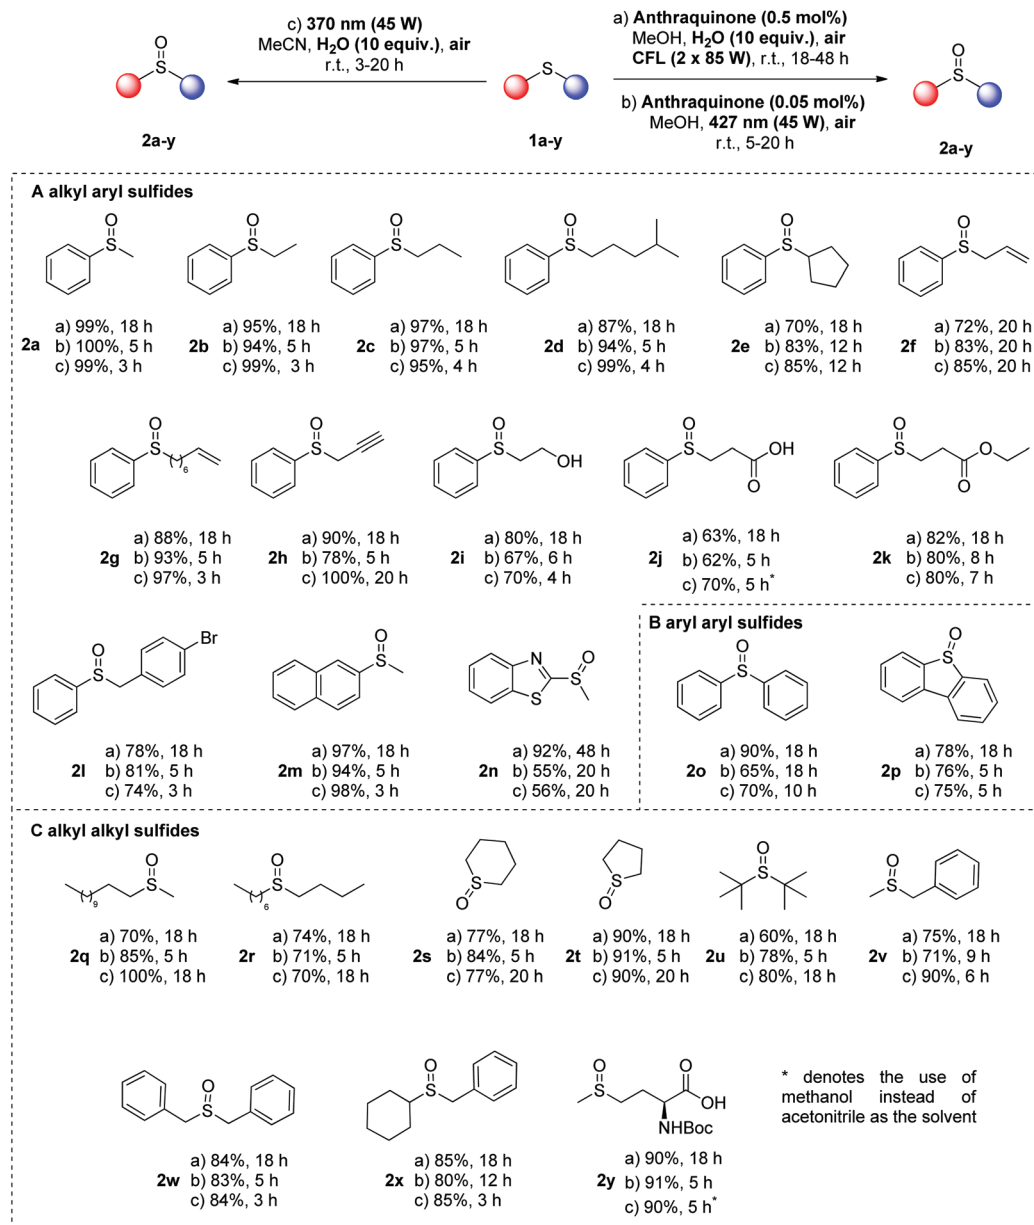 c) 370 nm (45 W)
MeCN, H2O (10 equiv.), air
r.t., 3-20 h
a) Anthraquinone (0.5 mol%)
MeOH, H2O (10 equiv.), air
CFL (2 x 85 W), r.t., 18-48 h
b) Anthraquinone (0.05 mol%)
MeOH, 427 nm (45 W), air
r.t., 5-20 h
O
S
2a-y
S
1a-y
O
S
2a-y
A alkyl aryl sulfides
O
S
O
S
O
S
O
S
O
S
O
S
2a
a) 99%, 18 h
b) 100%, 5 h
c) 99%, 3 h
2b
a) 95%, 18 h
b) 94%, 5 h
c) 99%, 3 h
2c
a) 97%, 18 h
b) 97%, 5 h
c) 95%, 4 h
2d
a) 87%, 18 h
b) 94%, 5 h
c) 99%, 4 h
2e
a) 70%, 18 h
b) 83%, 12 h
c) 85%, 12 h
2f
a) 72%, 20 h
b) 83%, 20 h
c) 85%, 20 h
O
S
6
O
S
O
S
OH
O
S
OH
O
O
S
O
O
2g
a) 88%, 18 h
b) 93%, 5 h
c) 97%, 3 h
2h
a) 90%, 18 h
b) 78%, 5 h
c) 100%, 20 h
2i
a) 80%, 18 h
b) 67%, 6 h
c) 70%, 4 h
2j
a) 63%, 18 h
b) 62%, 5 h
c) 70%, 5 h*
2k
a) 82%, 18 h
b) 80%, 8 h
c) 80%, 7 h
O
S
Br
O
S
N
S
O
S
2l
a) 78%, 18 h
b) 81%, 5 h
c) 74%, 3 h
2m
a) 97%, 18 h
b) 94%, 5 h
c) 98%, 3 h
2n
a) 92%, 48 h
b) 55%, 20 h
c) 56%, 20 h
B aryl aryl sulfides
O
S
O
S
2o
a) 90%, 18 h
b) 65%, 18 h
c) 70%, 10 h
2p
a) 78%, 18 h
b) 76%, 5 h
c) 75%, 5 h
C alkyl alkyl sulfides
9
O
S
6
O
S
S
O
O
S
O
S
O
S
2q
a) 70%, 18 h
b) 85%, 5 h
c) 100%, 18 h
2r
a) 74%, 18 h
b) 71%, 5 h
c) 70%, 18 h
2s
a) 77%, 18 h
b) 84%, 5 h
c) 77%, 20 h
2t
a) 90%, 18 h
b) 91%, 5 h
c) 90%, 20 h
2u
a) 60%, 18 h
b) 78%, 5 h
c) 80%, 18 h
2v
a) 75%, 18 h
b) 71%, 9 h
c) 90%, 6 h
O
S
O
S
O
S
O
OH
NHBoc
2w
a) 84%, 18 h
b) 83%, 5 h
c) 84%, 3 h
2x
a) 85%, 18 h
b) 80%, 12 h
c) 85%, 3 h
2y
a) 90%, 18 h
b) 91%, 5 h
c) 90%, 5 h*
* denotes the use of
methanol instead of
acetonitrile as the solvent